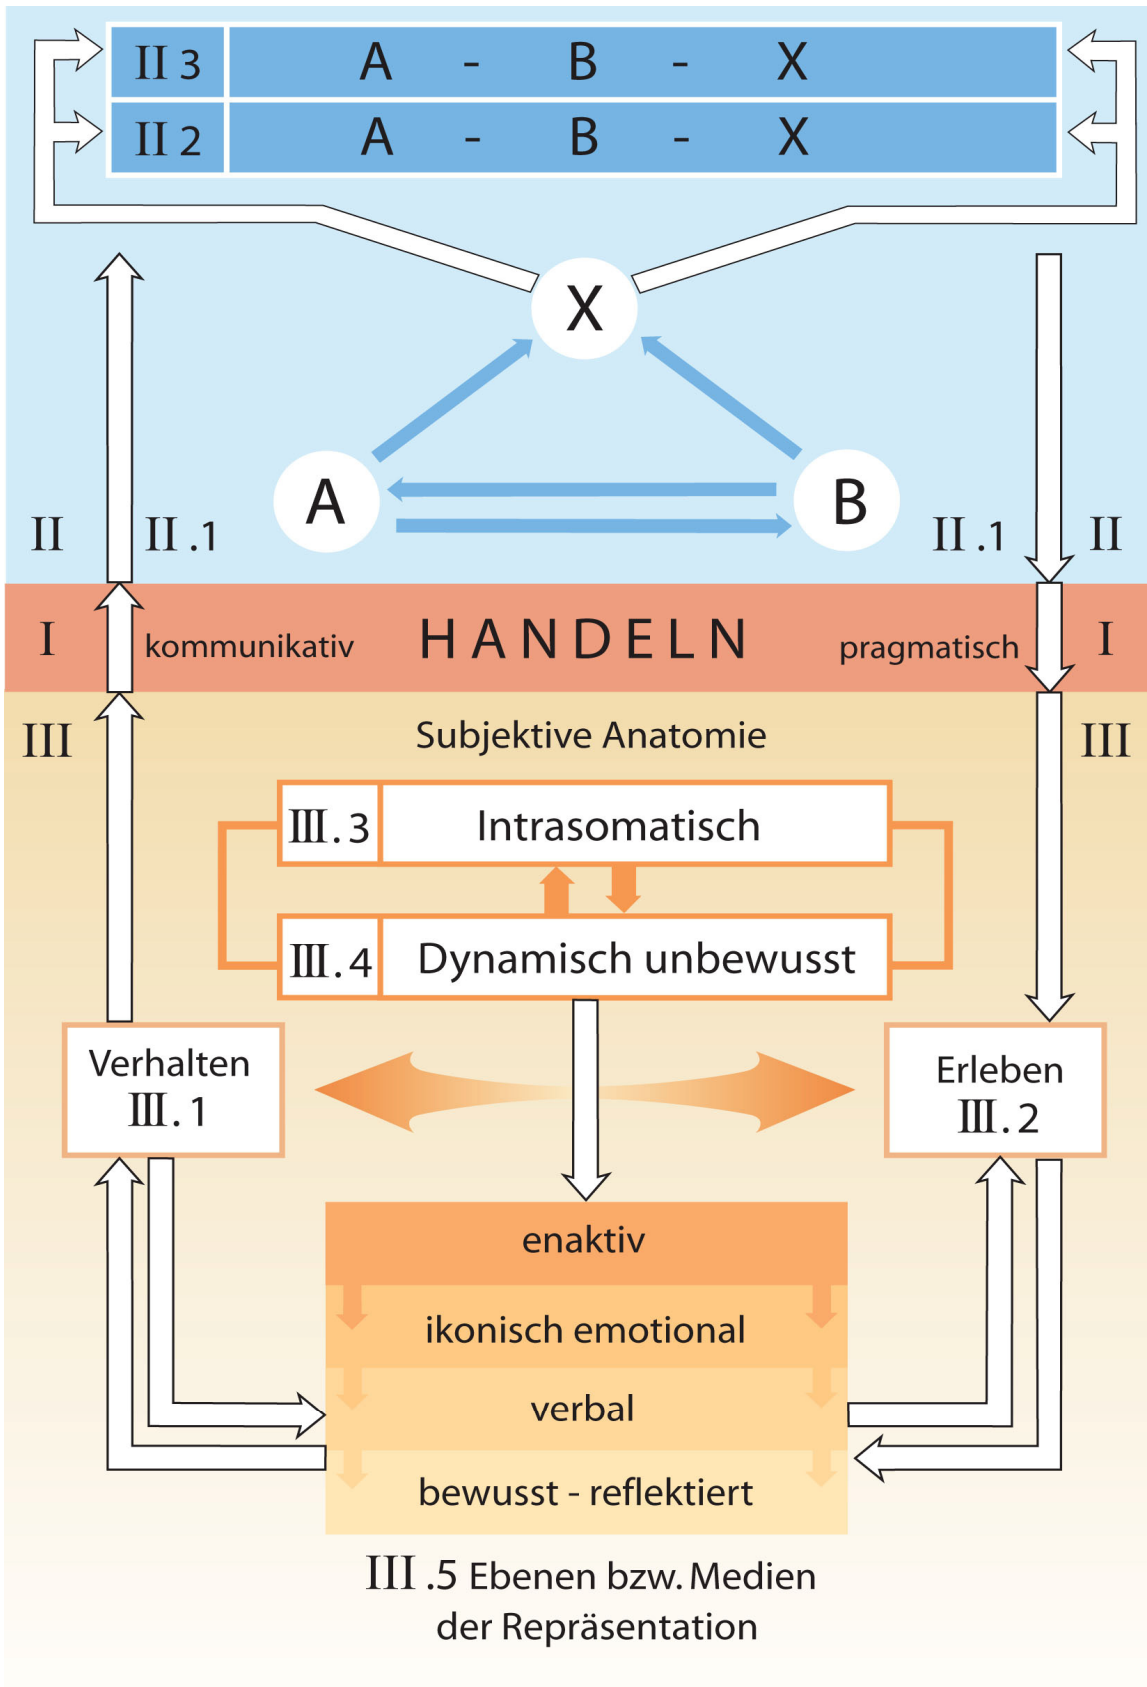 II 3 A - B - X
II 2 A - B - X
X
A B
II II .1 II .1 II
I kommunikativ HANDELN pragmatisch I
III Subjektive Anatomie III
III. 3 Intrasomatisch
III. 4 Dynamisch unbewusst
Verhalten
III. 1
Erleben
III. 2
enaktiv
ikonisch emotional
verbal
bewusst - reflektiert
III .5 Ebenen bzw. Medien
der Repräsentation